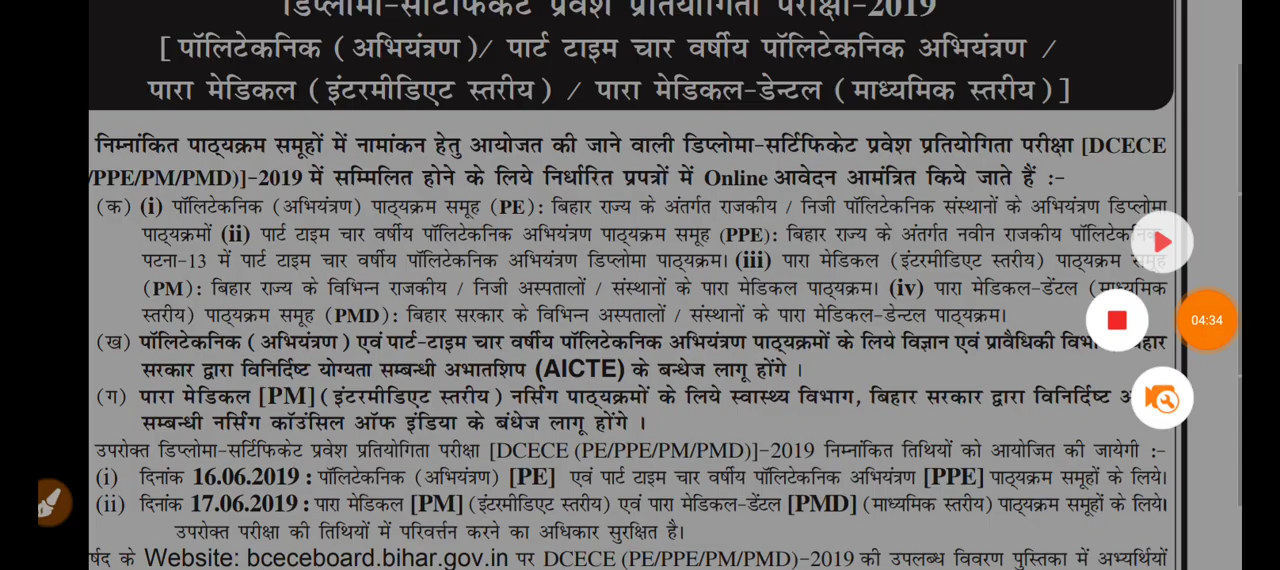 डिप्लोमा-सर्टिफिकेट प्रवेश प्रतियोगिता परीक्षा-2019
[ पॉलिटेकनिक ( अभियंत्रण )/ पार्ट टाइम चार वर्षीय पॉलिटेकनिक अभियंत्रण /
पारा मेडिकल ( इंटरमीडिएट स्तरीय ) / पारा मेडिकल-डेन्टल ( माध्यमिक स्तरीय ) ]
निम्नांकित पाठ्यक्रम समूहों में नामांकन हेतु आयोजत की जाने वाली डिप्लोमा-सर्टिफिकेट प्रवेश प्रतियोगिता परीक्षा [DCECE
/PPE/PM/PMD)]-2019 में सम्मिलित होने के लिये निर्धारित प्रपत्रों में Online आवेदन आमंत्रित किये जाते हैं :-
(क) (i) पॉलिटेकनिक (अभियंत्रण) पाठ्यक्रम समूह (PE): बिहार राज्य के अंतर्गत राजकीय / निजी पॉलिटेकनिक संस्थानों के अभियंत्रण डिप्लोमा
पाठ्यक्रमों (ii) पार्ट टाइम चार वर्षीय पॉलिटेकनिक अभियंत्रण पाठ्यक्रम समूह (PPE): बिहार राज्य के अंतर्गत नवीन राजकीय पॉलिटेकनिक
पटना-13 में पार्ट टाइम चार वर्षीय पॉलिटेकनिक अभियंत्रण डिप्लोमा पाठ्यक्रम। (iii) पारा मेडिकल (इंटरमीडिएट स्तरीय) पाठ्यक्रम समूह
(PM): बिहार राज्य के विभिन्न राजकीय / निजी अस्पतालों / संस्थानों के पारा मेडिकल पाठ्यक्रम। (iv) पारा मेडिकल-डेंटल (माध्यमिक
स्तरीय) पाठ्यक्रम समूह (PMD): बिहार सरकार के विभिन्न अस्पतालों / संस्थानों के पारा मेडिकल-डेन्टल पाठ्यक्रम।
04:34
(ख) पॉलिटेकनिक ( अभियंत्रण ) एवं पार्ट-टाइम चार वर्षीय पॉलिटेकनिक अभियंत्रण पाठ्यक्रमों के लिये विज्ञान एवं प्रावैधिकी बिहार
सरकार द्वारा विनिर्दिष्ट योग्यता सम्बन्धी अभातशिप (AICTE) के बन्धेज लागू होंगे ।
(ग) पारा मेडिकल [PM] ( इंटरमीडिएट स्तरीय ) नर्सिंग पाठ्यक्रमों के लिये स्वास्थ्य विभाग, बिहार सरकार द्वारा विनिर्दिष्ट
सम्बन्धी नर्सिंग कॉउंसिल ऑफ इंडिया के बंधेज लागू होंगे ।
उपरोक्त डिप्लोमा-सर्टिफिकेट प्रवेश प्रतियोगिता परीक्षा [DCECE (PE/PPE/PM/PMD)]-2019 निम्नांकित तिथियों को आयोजित की जायेगी :-
(i) दिनांक 16.06.2019 : पॉलिटेकनिक (अभियंत्रण) [PE] एवं पार्ट टाइम चार वर्षीय पॉलिटेकनिक अभियंत्रण [PPE] पाठ्यक्रम समूहों के लिये।
(ii) दिनांक 17.06.2019 : पारा मेडिकल [PM] (इंटरमीडिएट स्तरीय) एवं पारा मेडिकल-डेंटल [PMD] (माध्यमिक स्तरीय) पाठ्यक्रम समूहों के लिये।
उपरोक्त परीक्षा की तिथियों में परिवर्त्तन करने का अधिकार सुरक्षित है।
र्षद के Website: bceceboard.bihar.gov.in पर DCECE (PE/PPE/PM/PMD)-2019 की उपलब्ध विवरण पुस्तिका में अभ्यर्थियों